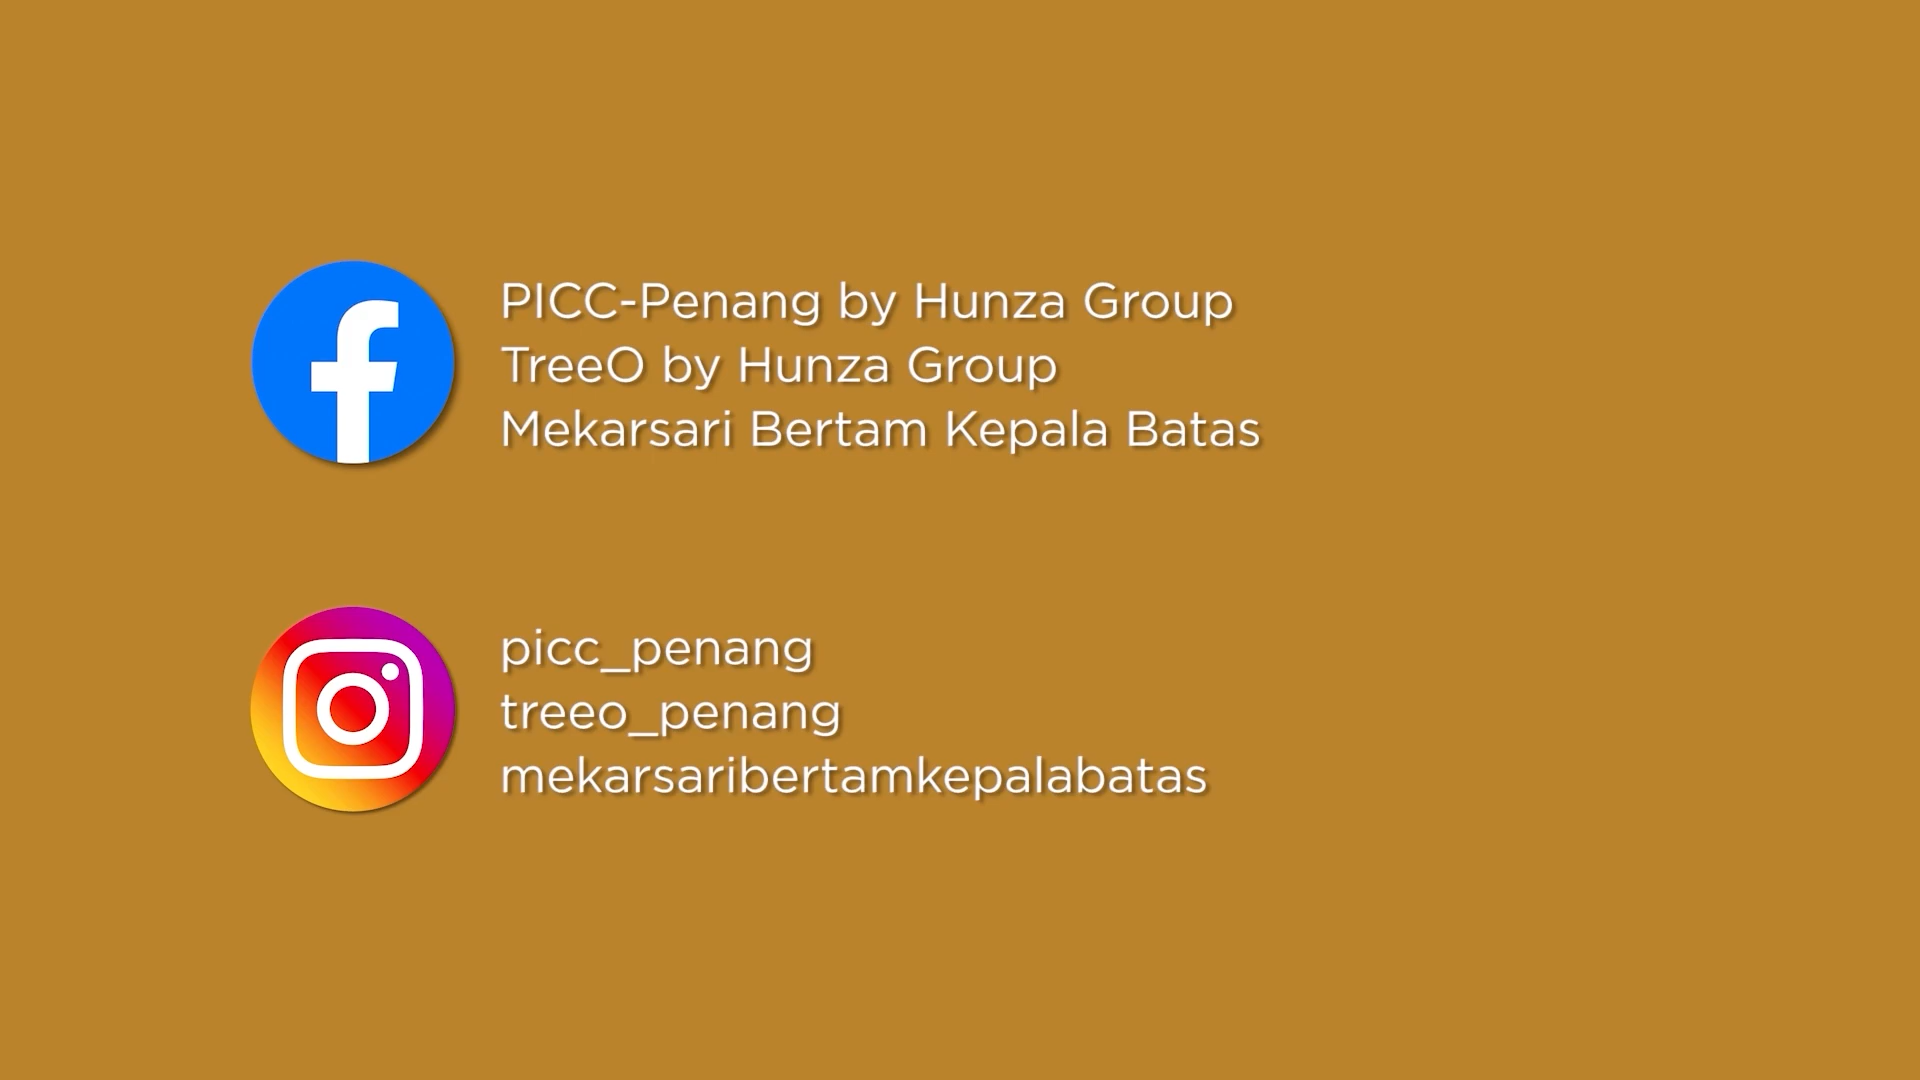 PICC-Penang by Hunza Group
TreeO by Hunza Group
Mekarsari Bertam Kepala Batas
picc_penang
treeo_penang
mekarsaribertamkepalabatas